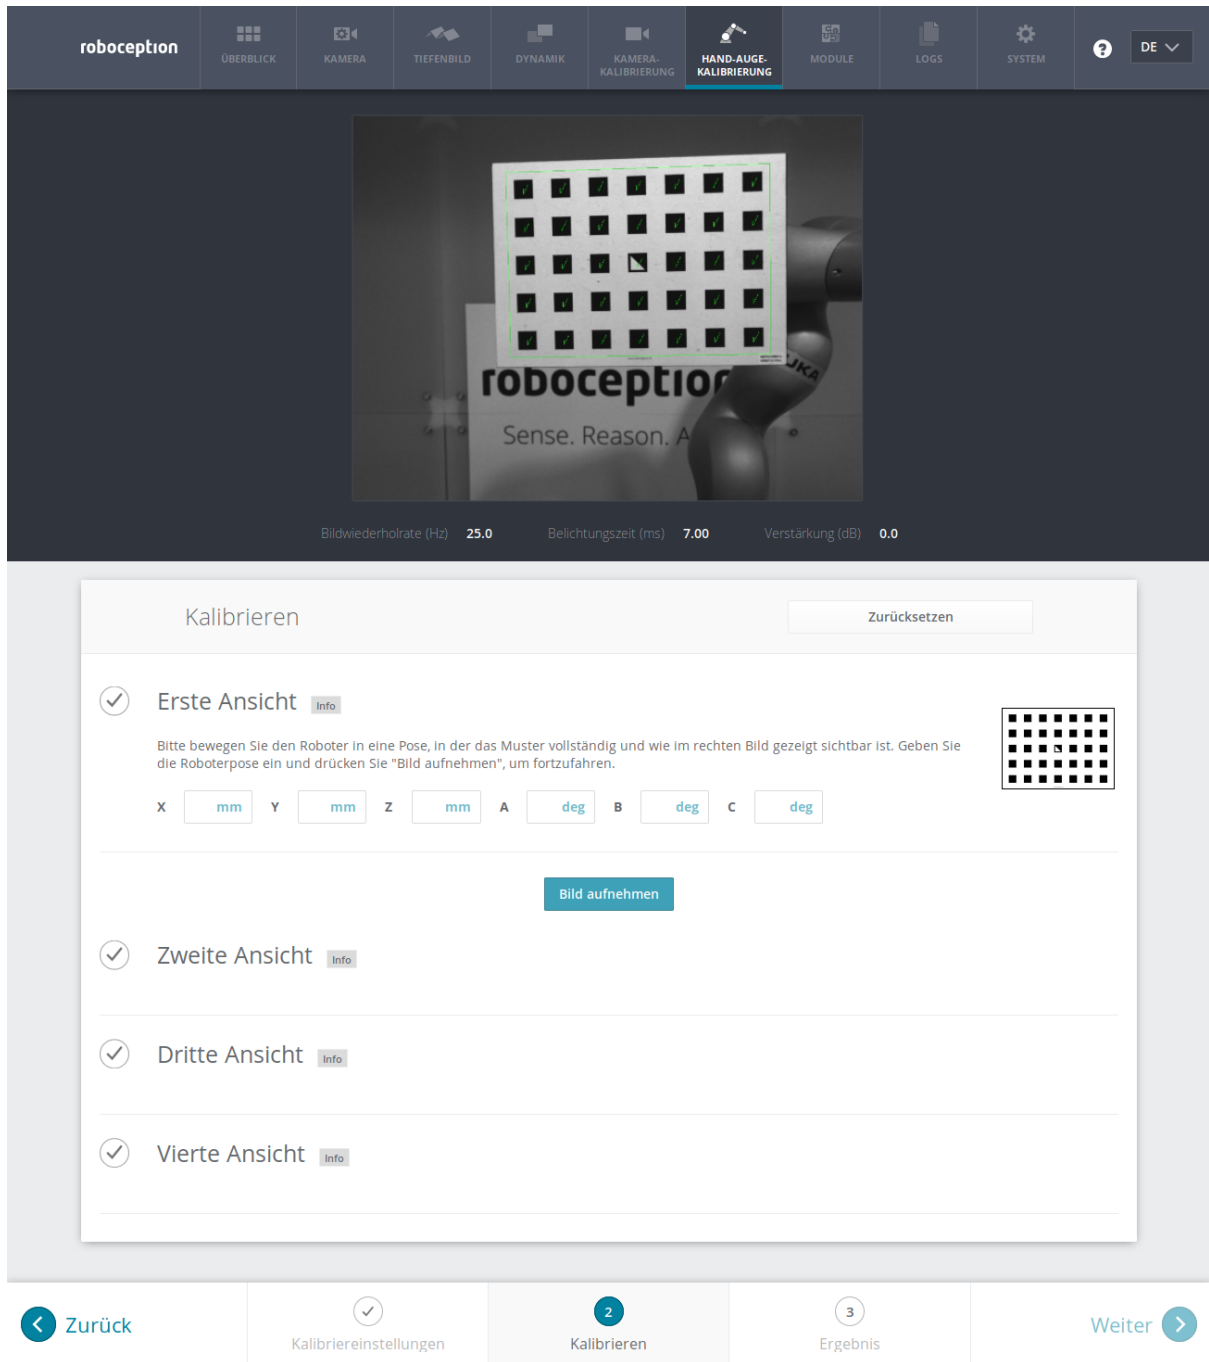 roboception
ÜBERBLICK
KAMERA
TIEFENBILD
DYNAMIK
KAMERA-
KALIBRIERUNG
HAND-AUGE-
KALIBRIERUNG
MODULE
LOGS
SYSTEM
?
DE
KUKA
roboception
Sense. Reason. A
Bildwiederholrate (Hz) 25.0 Belichtungszeit (ms) 7.00 Verstärkung (dB) 0.0
Kalibrieren
Zurücksetzen
Erste Ansicht Info
Bitte bewegen Sie den Roboter in eine Pose, in der das Muster vollständig und wie im rechten Bild gezeigt sichtbar ist. Geben Sie
die Roboterpose ein und drücken Sie "Bild aufnehmen", um fortzufahren.
X mm Y mm Z mm A deg B deg C deg
Bild aufnehmen
Zweite Ansicht Info
Dritte Ansicht Info
Vierte Ansicht Info
Zurück
Kalibriereinstellungen
2
Kalibrieren
3
Ergebnis
Weiter